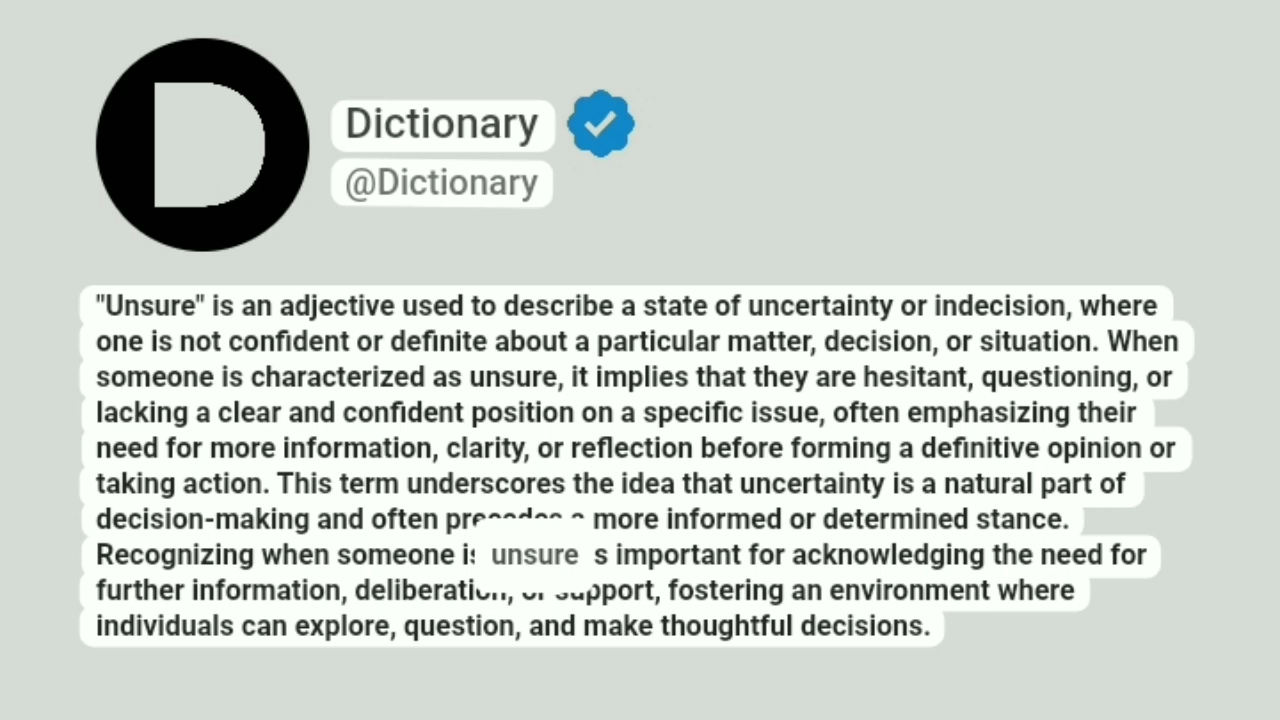 D
Dictionary
@Dictionary
"Unsure" is an adjective used to describe a state of uncertainty or indecision, where
one is not confident or definite about a particular matter, decision, or situation. When
someone is characterized as unsure, it implies that they are hesitant, questioning, or
lacking a clear and confident position on a specific issue, often emphasizing their
need for more information, clarity, or reflection before forming a definitive opinion or
taking action. This term underscores the idea that uncertainty is a natural part of
decision-making and often precedes a more informed or determined stance.
Recognizing when someone is unsure s important for acknowledging the need for
further information, deliberation, or support, fostering an environment where
individuals can explore, question, and make thoughtful decisions.